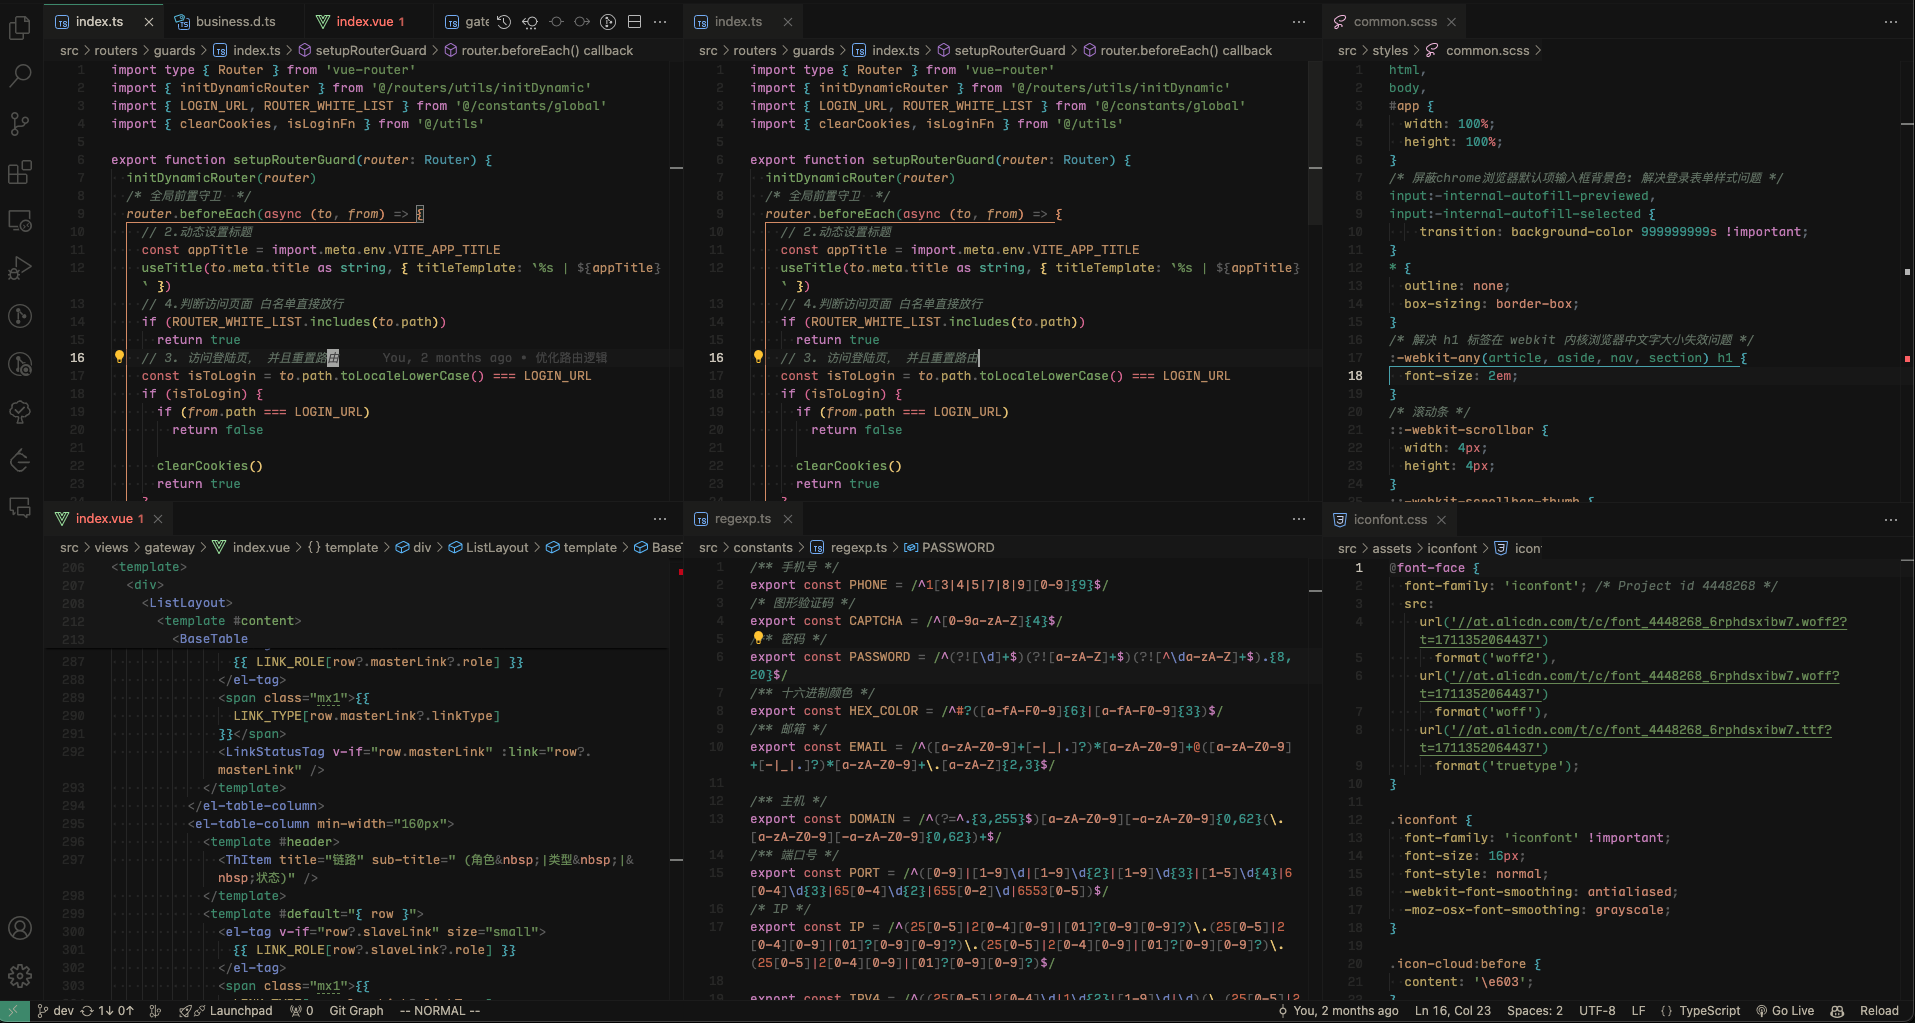 index.ts
business.d.ts
index.vue 1
gate
src > routers > guards > index.ts > setupRouterGuard > router.beforeEach() callback
1 import type { Router } from 'vue-router'
2 import { initDynamicRouter } from '@/routers/utils/initDynamic'
3 import { LOGIN_URL, ROUTER_WHITE_LIST } from '@/constants/global'
4 import { clearCookies, isLoginFn } from '@/utils'
5
6 export function setupRouterGuard(router: Router) {
7 initDynamicRouter(router)
8 /* 全局前置守卫 */
9 router.beforeEach(async (to, from) => {
10 // 2.动态设置标题
11 const appTitle = import.meta.env.VITE_APP_TITLE
12 useTitle(to.meta.title as string, { titleTemplate: `%s | ${appTitle}
` })
13 // 4.判断访问页面 白名单直接放行
14 if (ROUTER_WHITE_LIST.includes(to.path))
15 return true
16 // 3. 访问登陆页, 并且重置路由 You, 2 months ago • 优化路由逻辑
17 const isToLogin = to.path.toLocaleLowerCase() === LOGIN_URL
18 if (isToLogin) {
19 if (from.path === LOGIN_URL)
20 return false
21
22 clearCookies()
23 return true
24 }
index.ts
src > routers > guards > index.ts > setupRouterGuard > router.beforeEach() callback
1 import type { Router } from 'vue-router'
2 import { initDynamicRouter } from '@/routers/utils/initDynamic'
3 import { LOGIN_URL, ROUTER_WHITE_LIST } from '@/constants/global'
4 import { clearCookies, isLoginFn } from '@/utils'
5
6 export function setupRouterGuard(router: Router) {
7 initDynamicRouter(router)
8 /* 全局前置守卫 */
9 router.beforeEach(async (to, from) => {
10 // 2.动态设置标题
11 const appTitle = import.meta.env.VITE_APP_TITLE
12 useTitle(to.meta.title as string, { titleTemplate: `%s | ${appTitle}
` })
13 // 4.判断访问页面 白名单直接放行
14 if (ROUTER_WHITE_LIST.includes(to.path))
15 return true
16 // 3. 访问登陆页, 并且重置路由
17 const isToLogin = to.path.toLocaleLowerCase() === LOGIN_URL
18 if (isToLogin) {
19 if (from.path === LOGIN_URL)
20 return false
21
22 clearCookies()
23 return true
24 }
common.scss
src > styles > common.scss >
1 html,
2 body,
3 #app {
4 width: 100%;
5 height: 100%;
6 }
7 /* 屏蔽chrome浏览器默认项输入框背景色: 解决登录表单样式问题 */
8 input:-internal-autofill-previewed,
9 input:-internal-autofill-selected {
10 transition: background-color 999999999s !important;
11 }
12 * {
13 outline: none;
14 box-sizing: border-box;
15 }
16 /* 解决 h1 标签在 webkit 内核浏览器中文字大小失效问题 */
17 :-webkit-any(article, aside, nav, section) h1 {
18 font-size: 2em;
19 }
20 /* 滚动条 */
21 ::-webkit-scrollbar {
22 width: 4px;
23 height: 4px;
24 }
25 ::-webkit-scrollbar-thumb {
index.vue 1
src > views > gateway > index.vue > {} template > div > ListLayout > template > Base
206 <template>
207 <div>
208 <ListLayout>
212 <template #content>
213 <BaseTable
287 {{ LINK_ROLE[row?.masterLink?.role] }}
288 </el-tag>
289 <span class="mx1">{{
290 LINK_TYPE[row.masterLink?.linkType]
291 }}</span>
292 <LinkStatusTag v-if="row.masterLink" :link="row?.
masterLink" />
293 </template>
294 </el-table-column>
295 <el-table-column min-width="160px">
296 <template #header>
297 <ThItem title="链路" sub-title=" (角色&nbsp;|类型&nbsp;|&
nbsp;状态)" />
298 </template>
299 <template #default="{ row }">
300 <el-tag v-if="row?.slaveLink" size="small">
301 {{ LINK_ROLE[row?.slaveLink?.role] }}
302 </el-tag>
303 <span class="mx1">{{
regexp.ts
src > constants > regexp.ts > PASSWORD
1 /** 手机号 */
2 export const PHONE = /^1[3|4|5|7|8|9][0-9]{9}$/
3 /* 图形验证码 */
4 export const CAPTCHA = /^[0-9a-zA-Z]{4}$/
5 /** 密码 */
6 export const PASSWORD = /^(?![\d]+$)(?![a-zA-Z]+$)(?![^\da-zA-Z]+$).{8,
20}$/
7 /** 十六进制颜色 */
8 export const HEX_COLOR = /^#?([a-fA-F0-9]{6}|[a-fA-F0-9]{3})$/
9 /** 邮箱 */
10 export const EMAIL = /^([a-zA-Z0-9]+[-|_|.]?)*[a-zA-Z0-9]+@([a-zA-Z0-9]
+[-|_|.]?)*[a-zA-Z0-9]+\.[a-zA-Z]{2,3}$/
11
12 /** 主机 */
13 export const DOMAIN = /^(?=^.{3,255}$)[a-zA-Z0-9][-a-zA-Z0-9]{0,62}(\.
[a-zA-Z0-9][-a-zA-Z0-9]{0,62})+$/
14 /** 端口号 */
15 export const PORT = /^([0-9]|[1-9]\d|[1-9]\d{2}|[1-9]\d{3}|[1-5]\d{4}|6
[0-4]\d{3}|65[0-4]\d{2}|655[0-2]\d|6553[0-5])$/
16 /* IP */
17 export const IP = /^(25[0-5]|2[0-4][0-9]|[01]?[0-9][0-9]?)\.(25[0-5]|2
[0-4][0-9]|[01]?[0-9][0-9]?)\.(25[0-5]|2[0-4][0-9]|[01]?[0-9][0-9]?)\.
(25[0-5]|2[0-4][0-9]|[01]?[0-9][0-9]?)$/
18
19 export const IPV4 = /^((25[0-5]|2[0-4]\d|1\d{2}|[1-9]\d|\d)(\.(25[0-5]|2
iconfont.css
src > assets > iconfont > icon
1 @font-face {
2 font-family: 'iconfont'; /* Project id 4448268 */
3 src:
4 url('//at.alicdn.com/t/c/font_4448268_6rphdsxibw7.woff2?
t=1711352064437')
5 format('woff2'),
6 url('//at.alicdn.com/t/c/font_4448268_6rphdsxibw7.woff?
t=1711352064437')
7 format('woff'),
8 url('//at.alicdn.com/t/c/font_4448268_6rphdsxibw7.ttf?
t=1711352064437')
9 format('truetype');
10 }
11
12 .iconfont {
13 font-family: 'iconfont' !important;
14 font-size: 16px;
15 font-style: normal;
16 -webkit-font-smoothing: antialiased;
17 -moz-osx-font-smoothing: grayscale;
18 }
19
20 .icon-cloud:before {
21 content: '\e603';
dev 1↓ 0↑ Launchpad 0 Git Graph -- NORMAL --
You, 2 months ago Ln 16, Col 23 Spaces: 2 UTF-8 LF {} TypeScript Go Live Reload